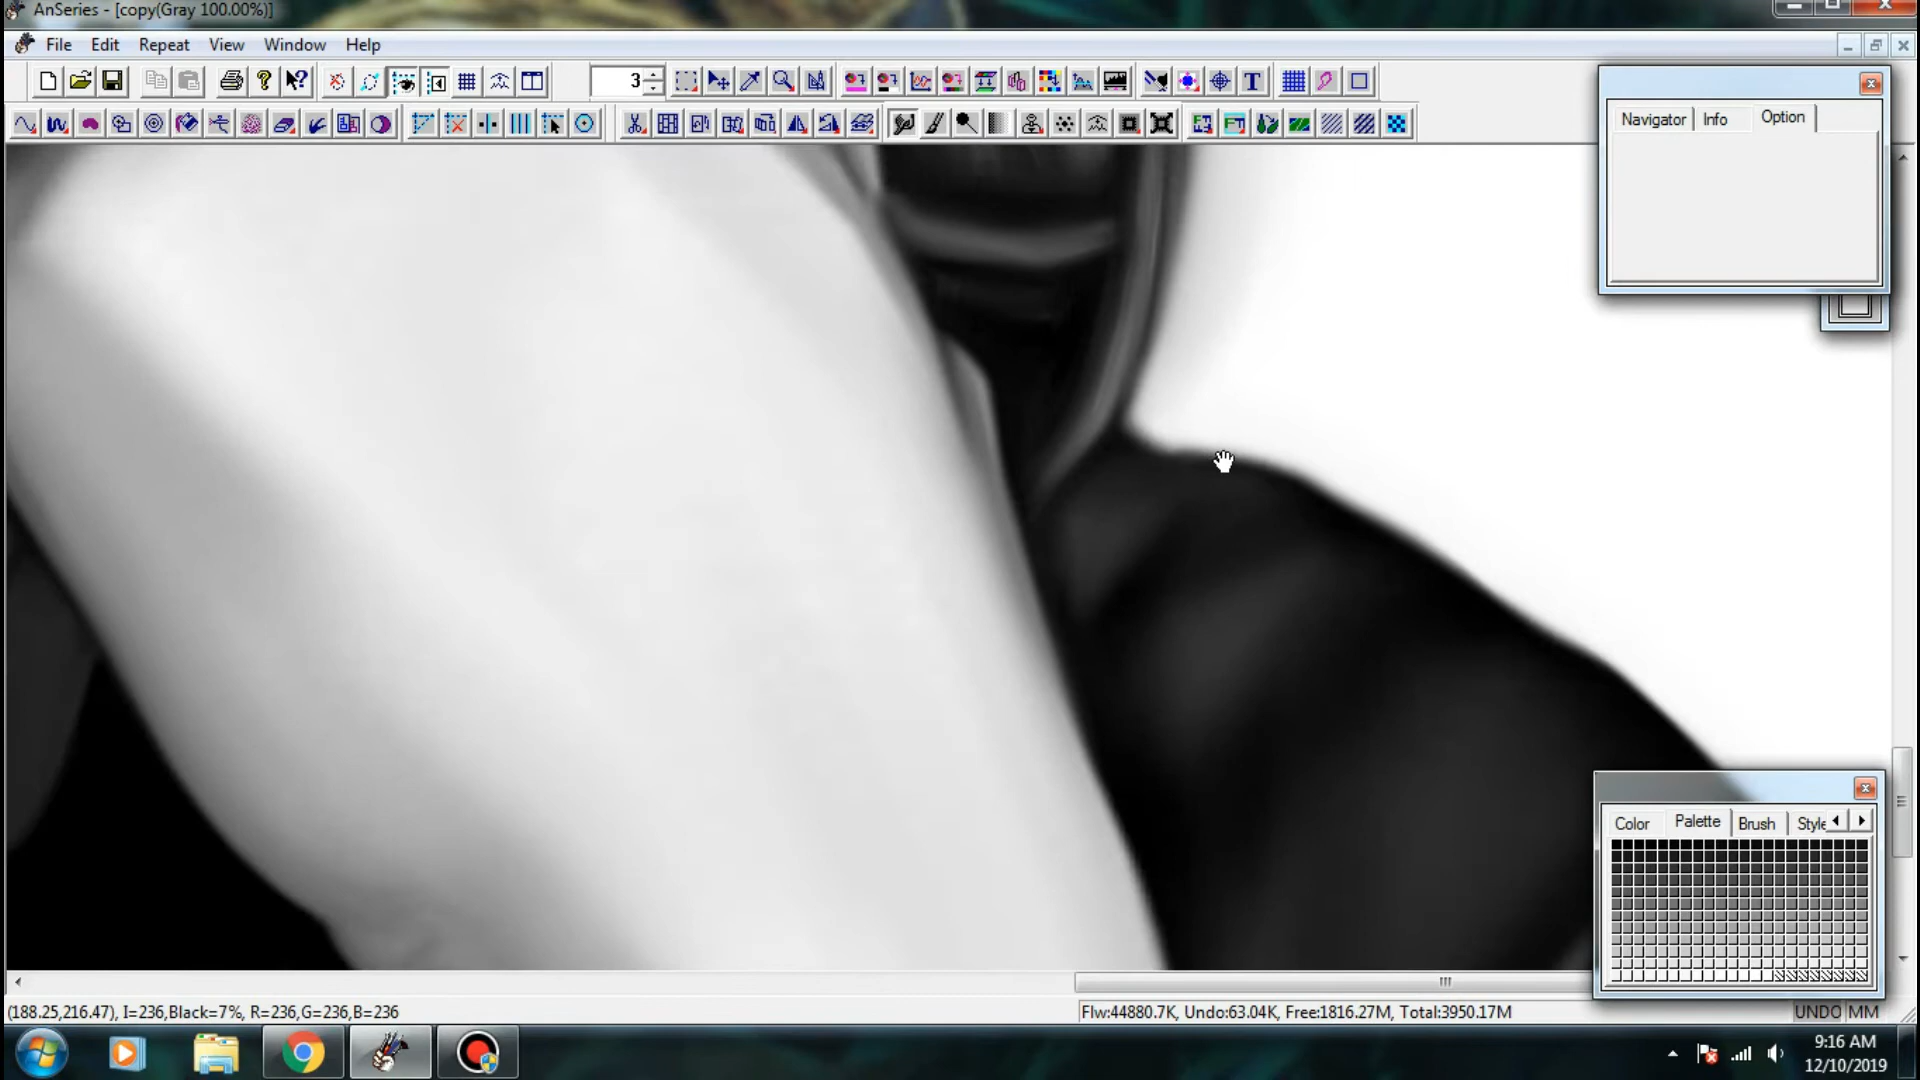 AnSeries - [copy(Gray 100.00%)]
File Edit Repeat View Window Help
3
Navigator Info Option
Color Palette Brush Style
(188.25,216.47), I=236,Black=7%, R=236,G=236,B=236
Flw:44880.7K, Undo:63.04K, Free:1816.27M, Total:3950.17M
UNDO MM
9:16 AM
12/10/2019